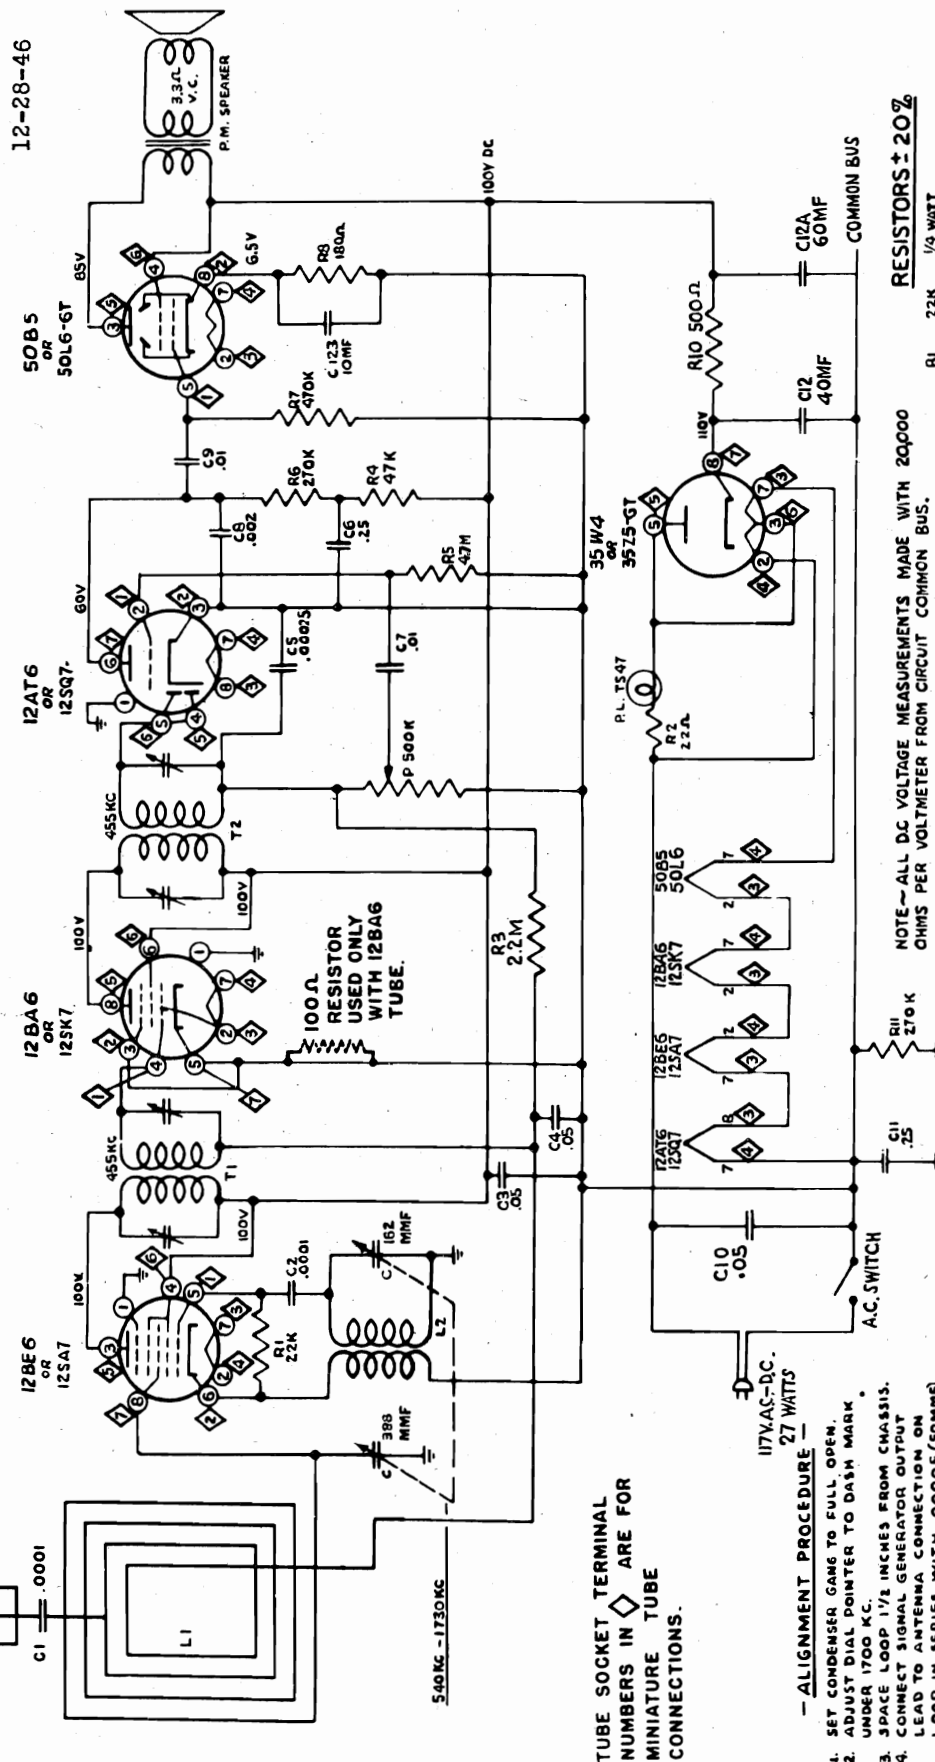 12-28-46
3.3Ω
V.C.
P.M. SPEAKER
50B5
OR
50L6-GT
85V
6.5V
R8
180Ω
C123
10MF
R7
470K
C9
.01
R6
270K
R4
47K
C8
.002
C6
.25
R5
4.7M
100V DC
12AT6
OR
12SQ7
60V
C5
.00025
C7
.01
P 500K
455KC
T2
12BA6
OR
12SK7
100V
100V
100Ω
RESISTOR
USED ONLY
WITH 12BA6
TUBE.
R3
2.2M
455KC
T1
C4
.05
C3
.05
12BE6
OR
12SA7
100V
100V
R1
22K
C2
.0001
C 162
MMF
L2
C 398
MMF
C1 .0001
L1
540KC-1730KC
TUBE SOCKET TERMINAL
NUMBERS IN ◇ ARE FOR
MINIATURE TUBE
CONNECTIONS.
35W4
OR
35Z5-GT
110V
R10 500Ω
C12A
60MF
C12
40MF
COMMON BUS
P.L. TS47
R2
22Ω
50B5
50L6
12BA6
12SK7
12BE6
12SA7
12AT6
12SQ7
C10
.05
C11
.25
R11
270K
A.C. SWITCH
117V.AC.-D.C.
27 WATTS
NOTE~ALL D.C VOLTAGE MEASUREMENTS MADE WITH 20,000
OHMS PER VOLTMETER FROM CIRCUIT COMMON BUS.
RESISTORS ± 20%
R1 22K 1/4 WATT
— ALIGNMENT PROCEDURE —
1. SET CONDENSER GANG TO FULL OPEN.
2. ADJUST DIAL POINTER TO DASH MARK
UNDER 1700 KC.
3. SPACE LOOP 1 1/2 INCHES FROM CHASSIS.
4. CONNECT SIGNAL GENERATOR OUTPUT
LEAD TO ANTENNA CONNECTION ON
LOOP IN SERIES WITH